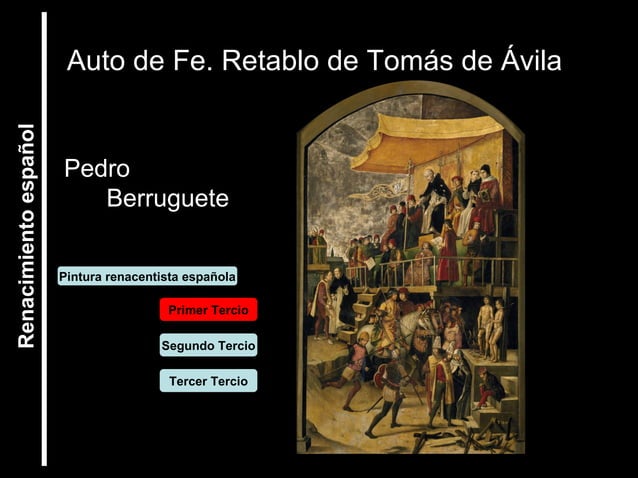 Auto de Fe. Retablo de Tomás de Ávila
Renacimiento español
Pedro
Berruguete
Pintura renacentista española
Primer Tercio
Segundo Tercio
Tercer Tercio